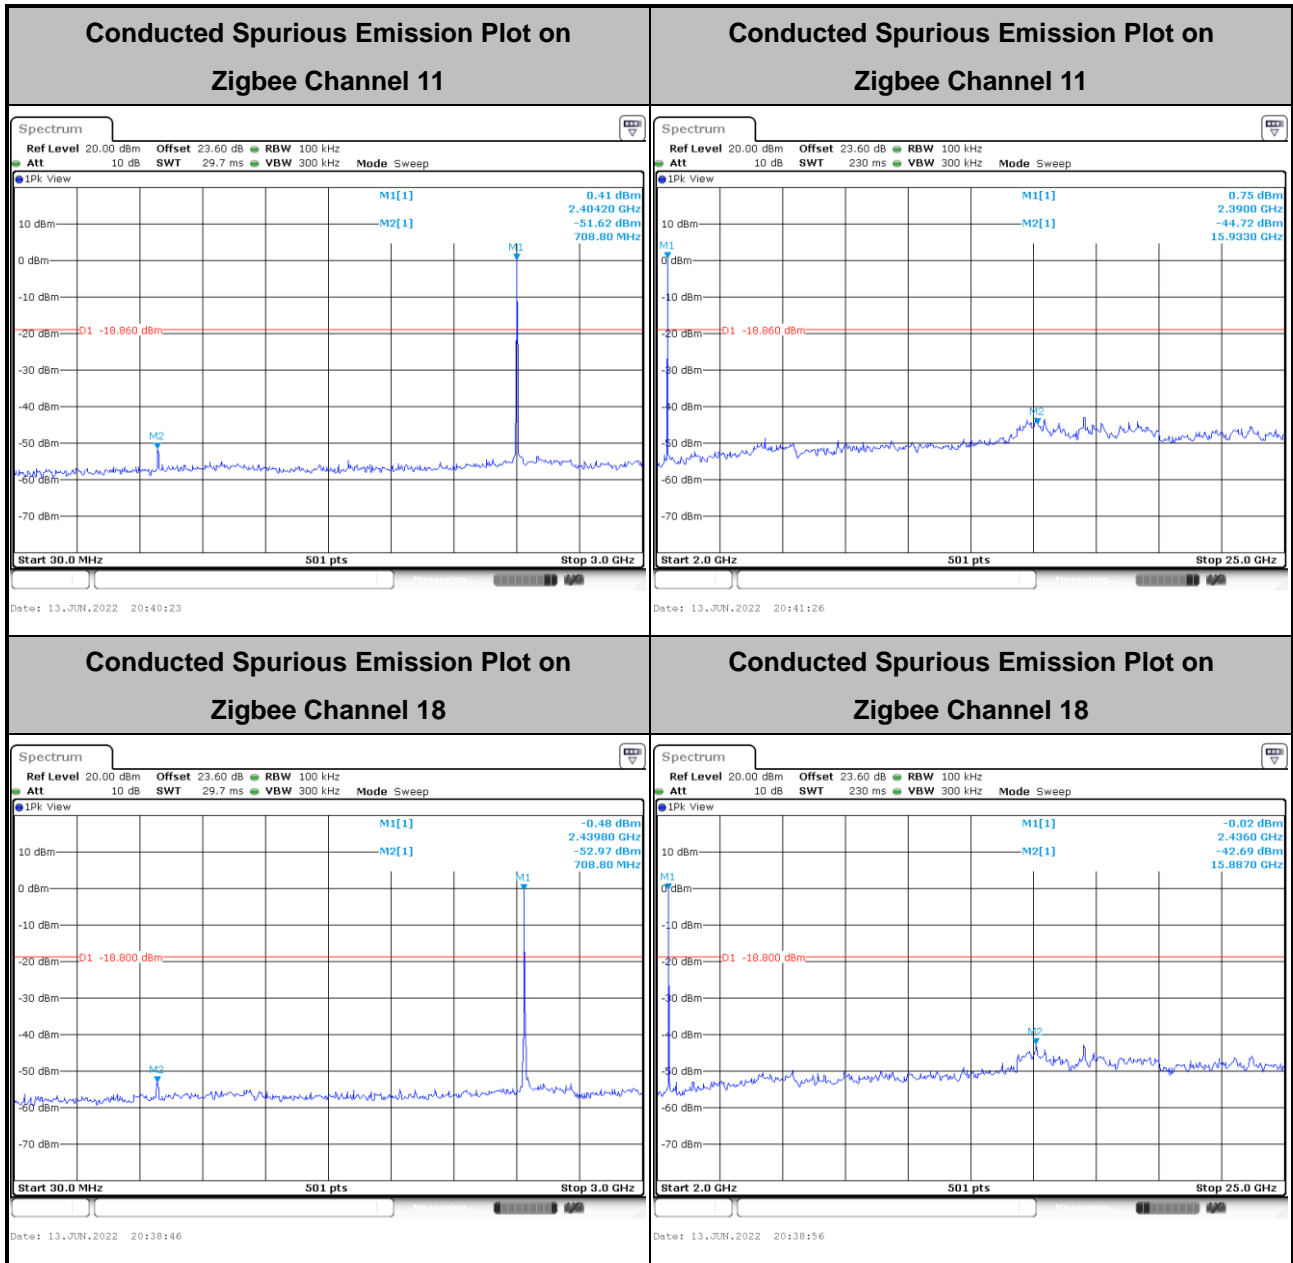 Conducted Spurious Emission Plot on
Zigbee Channel 11
Spectrum
Ref Level 20.00 dBm Offset 23.60 dB RBW 100 kHz
Att 10 dB SWT 29.7 ms VBW 300 kHz Mode Sweep
1Pk View
M1[1] 0.41 dBm
2.40420 GHz
10 dBm M2[1] -51.62 dBm
708.80 MHz
M1
0 dBm
-10 dBm
D1 -18.860 dBm
-20 dBm
-30 dBm
-40 dBm
M2
-50 dBm
-60 dBm
-70 dBm
Start 30.0 MHz 501 pts Stop 3.0 GHz
Measuring
Date: 13.JUN.2022 20:40:23
Conducted Spurious Emission Plot on
Zigbee Channel 11
Spectrum
Ref Level 20.00 dBm Offset 23.60 dB RBW 100 kHz
Att 10 dB SWT 230 ms VBW 300 kHz Mode Sweep
1Pk View
M1[1] 0.75 dBm
2.3900 GHz
10 dBm M2[1] -44.72 dBm
15.9330 GHz
M1
0 dBm
-10 dBm
D1 -18.860 dBm
-20 dBm
-30 dBm
-40 dBm
M2
-50 dBm
-60 dBm
-70 dBm
Start 2.0 GHz 501 pts Stop 25.0 GHz
Measuring
Date: 13.JUN.2022 20:41:26
Conducted Spurious Emission Plot on
Zigbee Channel 18
Spectrum
Ref Level 20.00 dBm Offset 23.60 dB RBW 100 kHz
Att 10 dB SWT 29.7 ms VBW 300 kHz Mode Sweep
1Pk View
M1[1] -0.48 dBm
2.43980 GHz
10 dBm M2[1] -52.97 dBm
708.80 MHz
M1
0 dBm
-10 dBm
D1 -18.800 dBm
-20 dBm
-30 dBm
-40 dBm
-50 dBm
M2
-60 dBm
-70 dBm
Start 30.0 MHz 501 pts Stop 3.0 GHz
Measuring
Date: 13.JUN.2022 20:38:46
Conducted Spurious Emission Plot on
Zigbee Channel 18
Spectrum
Ref Level 20.00 dBm Offset 23.60 dB RBW 100 kHz
Att 10 dB SWT 230 ms VBW 300 kHz Mode Sweep
1Pk View
M1[1] -0.02 dBm
2.4360 GHz
10 dBm M2[1] -42.69 dBm
15.8870 GHz
M1
0 dBm
-10 dBm
D1 -18.800 dBm
-20 dBm
-30 dBm
-40 dBm
M2
-50 dBm
-60 dBm
-70 dBm
Start 2.0 GHz 501 pts Stop 25.0 GHz
Measuring
Date: 13.JUN.2022 20:38:56